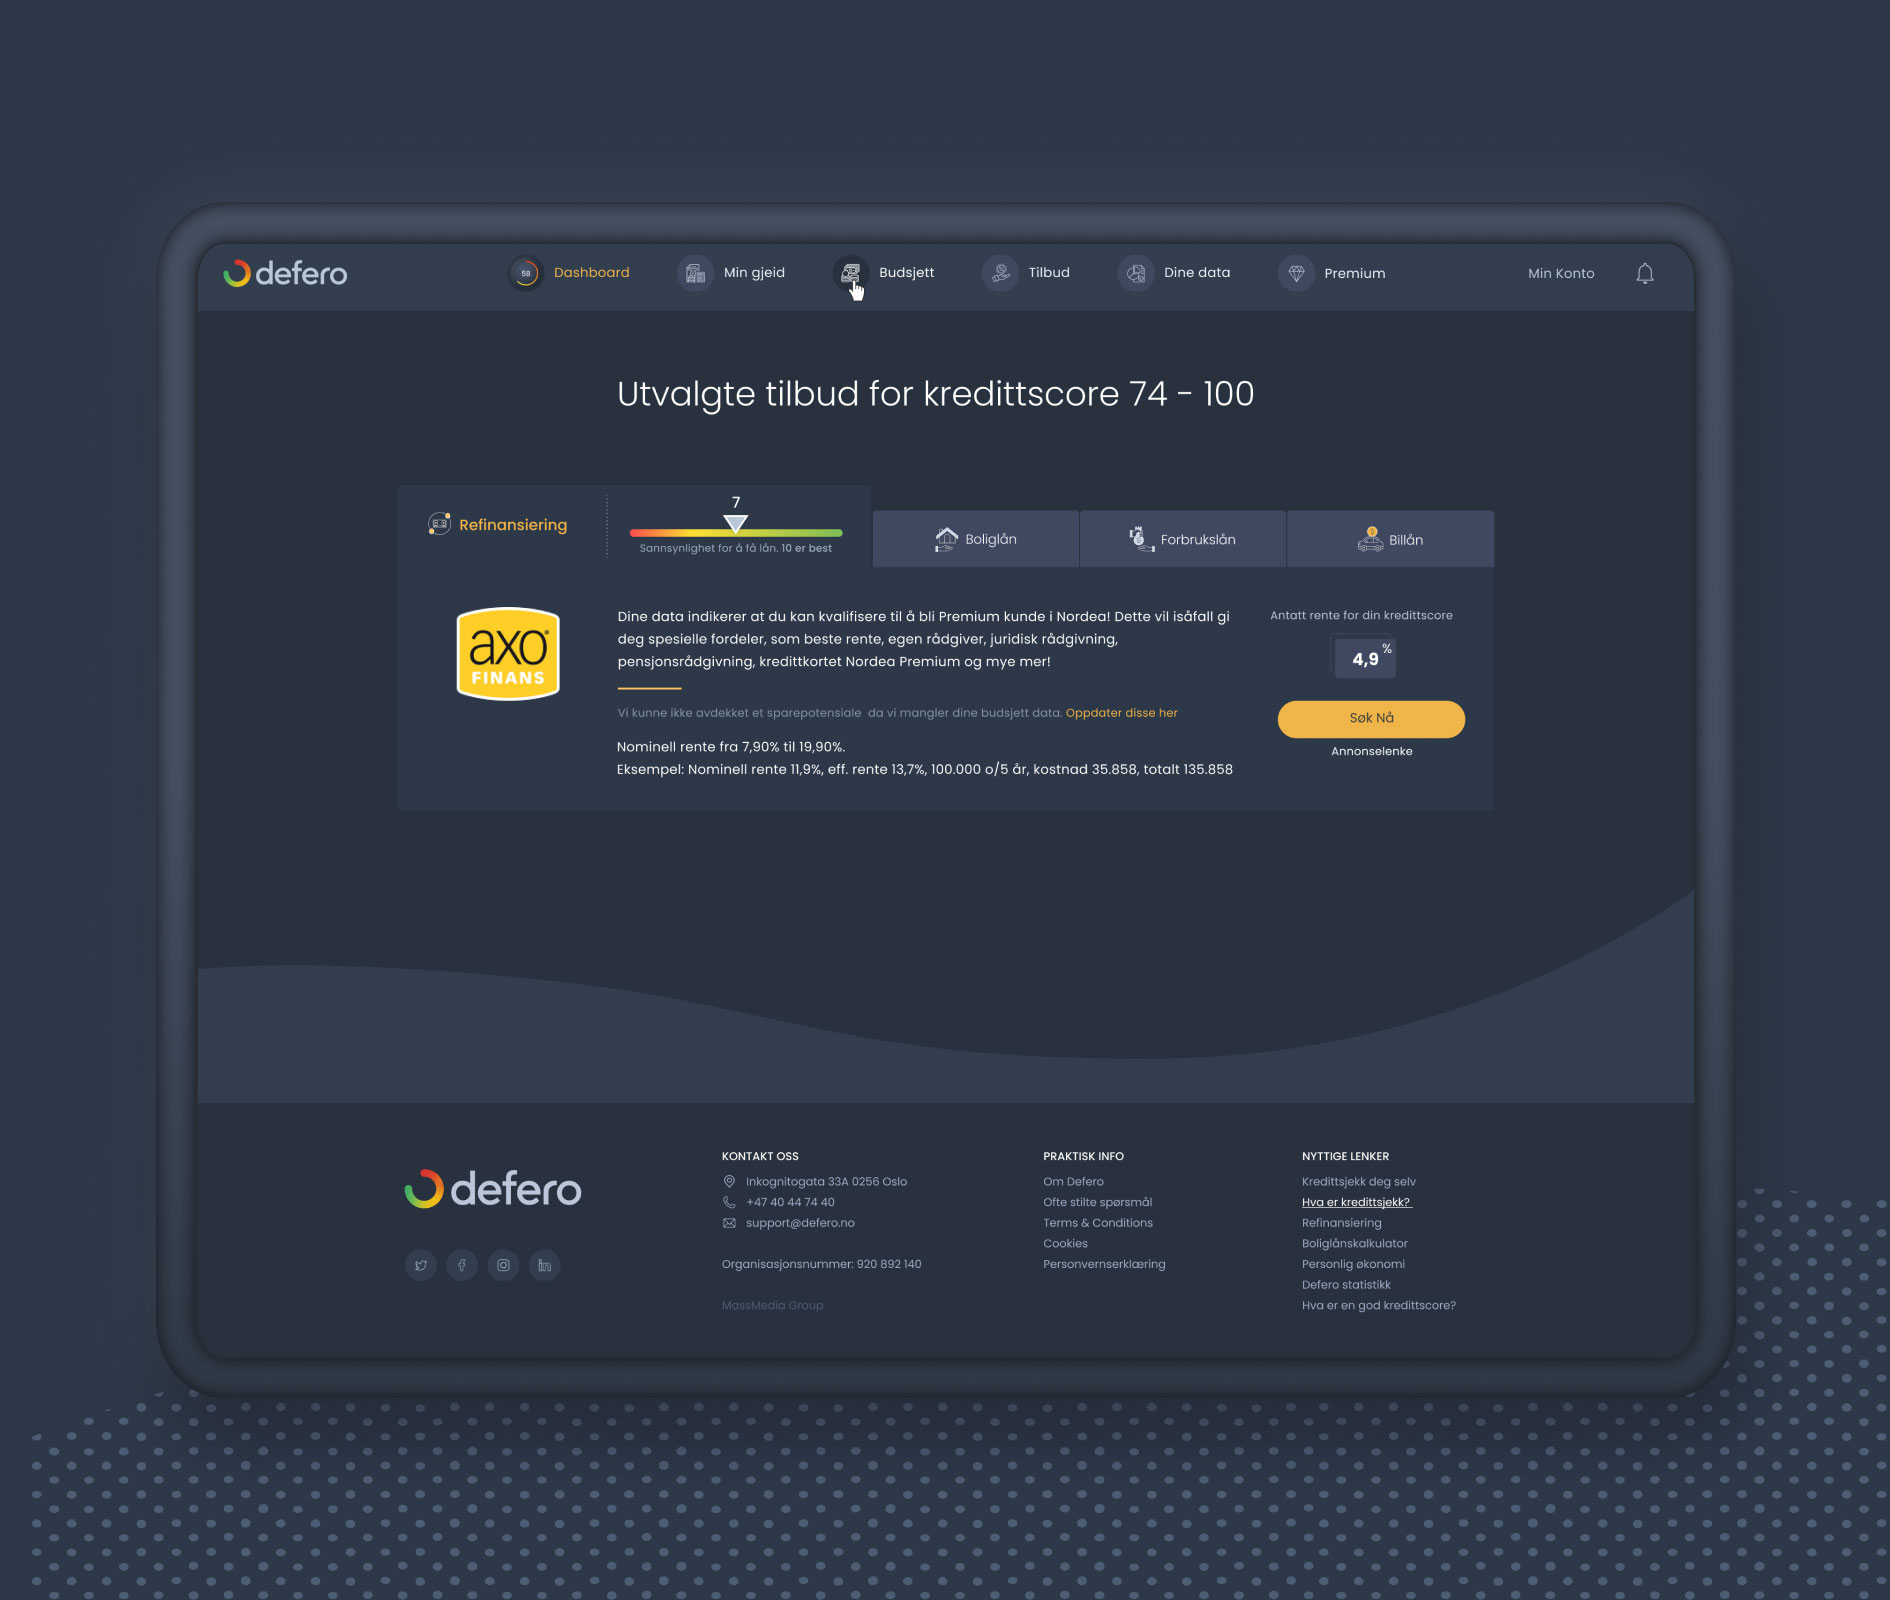 defero
58
Dashboard
Min gjeid
Budsjett
Tilbud
Dine data
Premium
Min Konto
Utvalgte tilbud for kredittscore 74 - 100
Refinansiering
7
Sannsynlighet for å få lån. 10 er best
Boliglån
Forbrukslån
Billån
axo
FINANS
Dine data indikerer at du kan kvalifisere til å bli Premium kunde i Nordea! Dette vil isåfall gi
deg spesielle fordeler, som beste rente, egen rådgiver, juridisk rådgivning,
pensjonsrådgivning, kredittkortet Nordea Premium og mye mer!
Vi kunne ikke avdekket et sparepotensiale  da vi mangler dine budsjett data. Oppdater disse her
Nominell rente fra 7,90% til 19,90%.
Eksempel: Nominell rente 11,9%, eff. rente 13,7%, 100.000 o/5 år, kostnad 35.858, totalt 135.858
Antatt rente for din kredittscore
4,9 %
Søk Nå
Annonselenke
defero
KONTAKT OSS
Inkognitogata 33A 0256 Oslo
+47 40 44 74 40
support@defero.no
Organisasjonsnummer: 920 892 140
MassMedia Group
PRAKTISK INFO
Om Defero
Ofte stilte spørsmål
Terms & Conditions
Cookies
Personvernserklæring
NYTTIGE LENKER
Kredittsjekk deg selv
Hva er kredittsjekk?
Refinansiering
Boliglånskalkulator
Personlig økonomi
Defero statistikk
Hva er en god kredittscore?